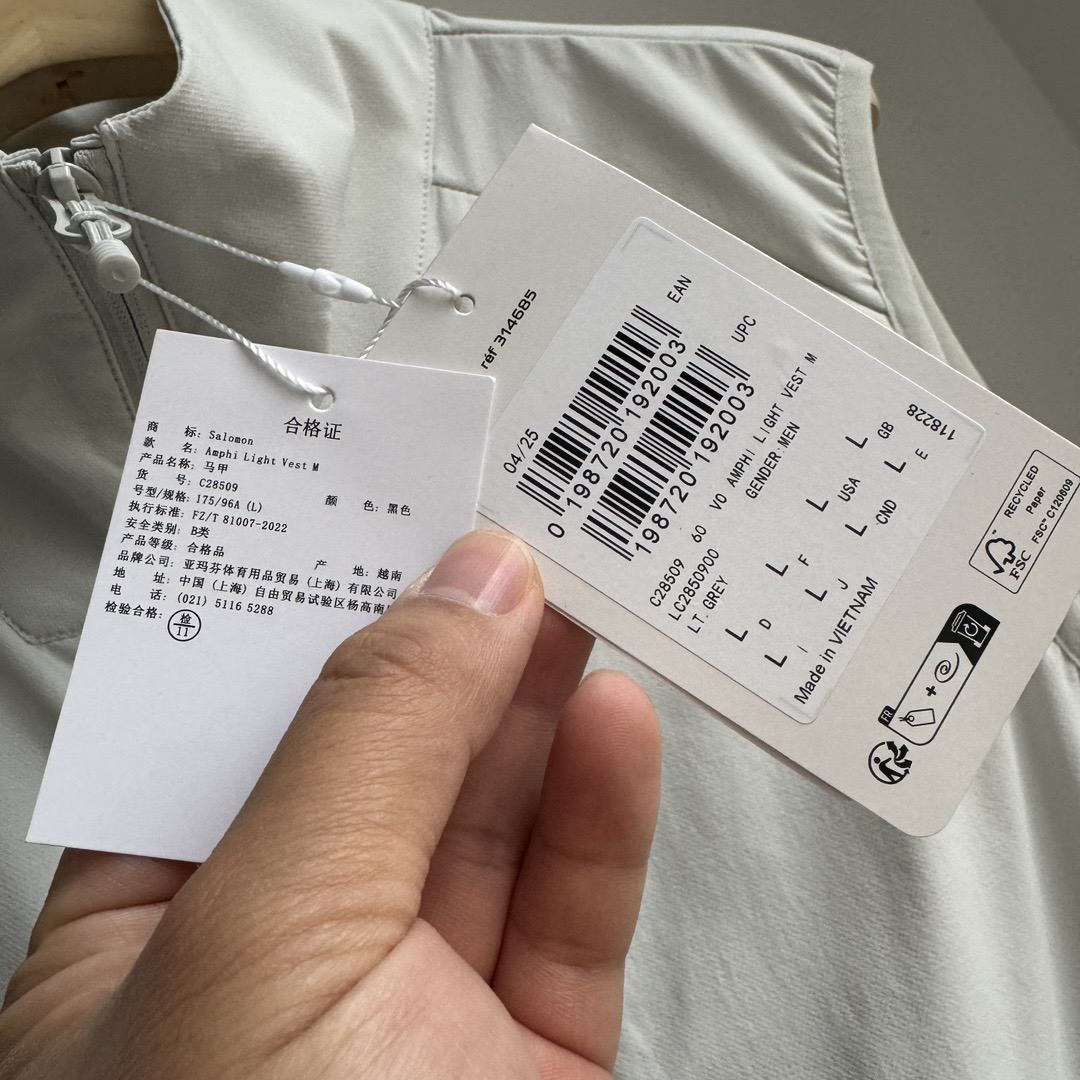 合格证
商 标: Salomon
款 名: Amphi Light Vest M
产品名称: 马甲
货 号: C28509
号型/规格: 175/96A (L) 颜 色: 黑色
执行标准: FZ/T 81007-2022
安全类别: B类
产品等级: 合格品
品牌公司: 亚玛芬体育用品贸易 (上海) 有限公司 产 地: 越南
地 址: 中国 (上海) 自由贸易试验区杨高南
电 话: (021) 5116 5288
检验合格: 检 11
réf 314685
04/25
EAN
0 198720 192003
UPC
198720 192003
C28509 60 VO AMPHI LIGHT VEST M
LC2850900 GENDER:MEN
LT. GREY
L D
L I
L F
L J
L USA
L CND
L GB
L E
118228
Made in VIETNAM
RECYCLED
Paper
FSC™ C120609
FSC
FR